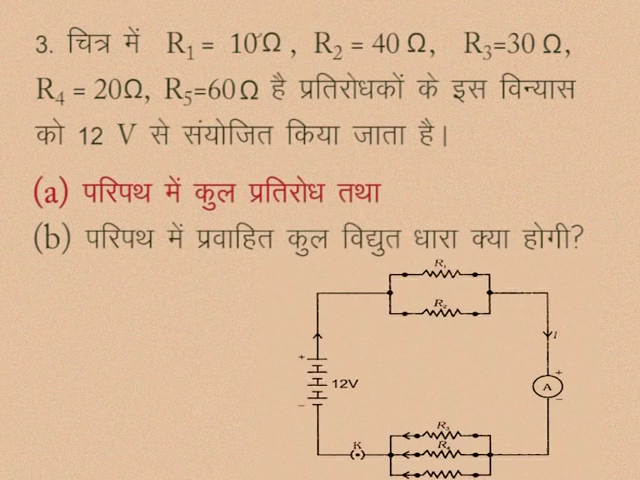 3. चित्र में R₁ = 10Ω, R₂ = 40 Ω, R₃=30 Ω,
R₄ = 20Ω, R₅=60Ω है प्रतिरोधकों के इस विन्यास
को 12 V से संयोजित किया जाता है।
(a) परिपथ में कुल प्रतिरोध तथा
(b) परिपथ में प्रवाहित कुल विद्युत धारा क्या होगी?
R₁
R₂
I
+
12V
−
+
A
−
K
R₃
R₄